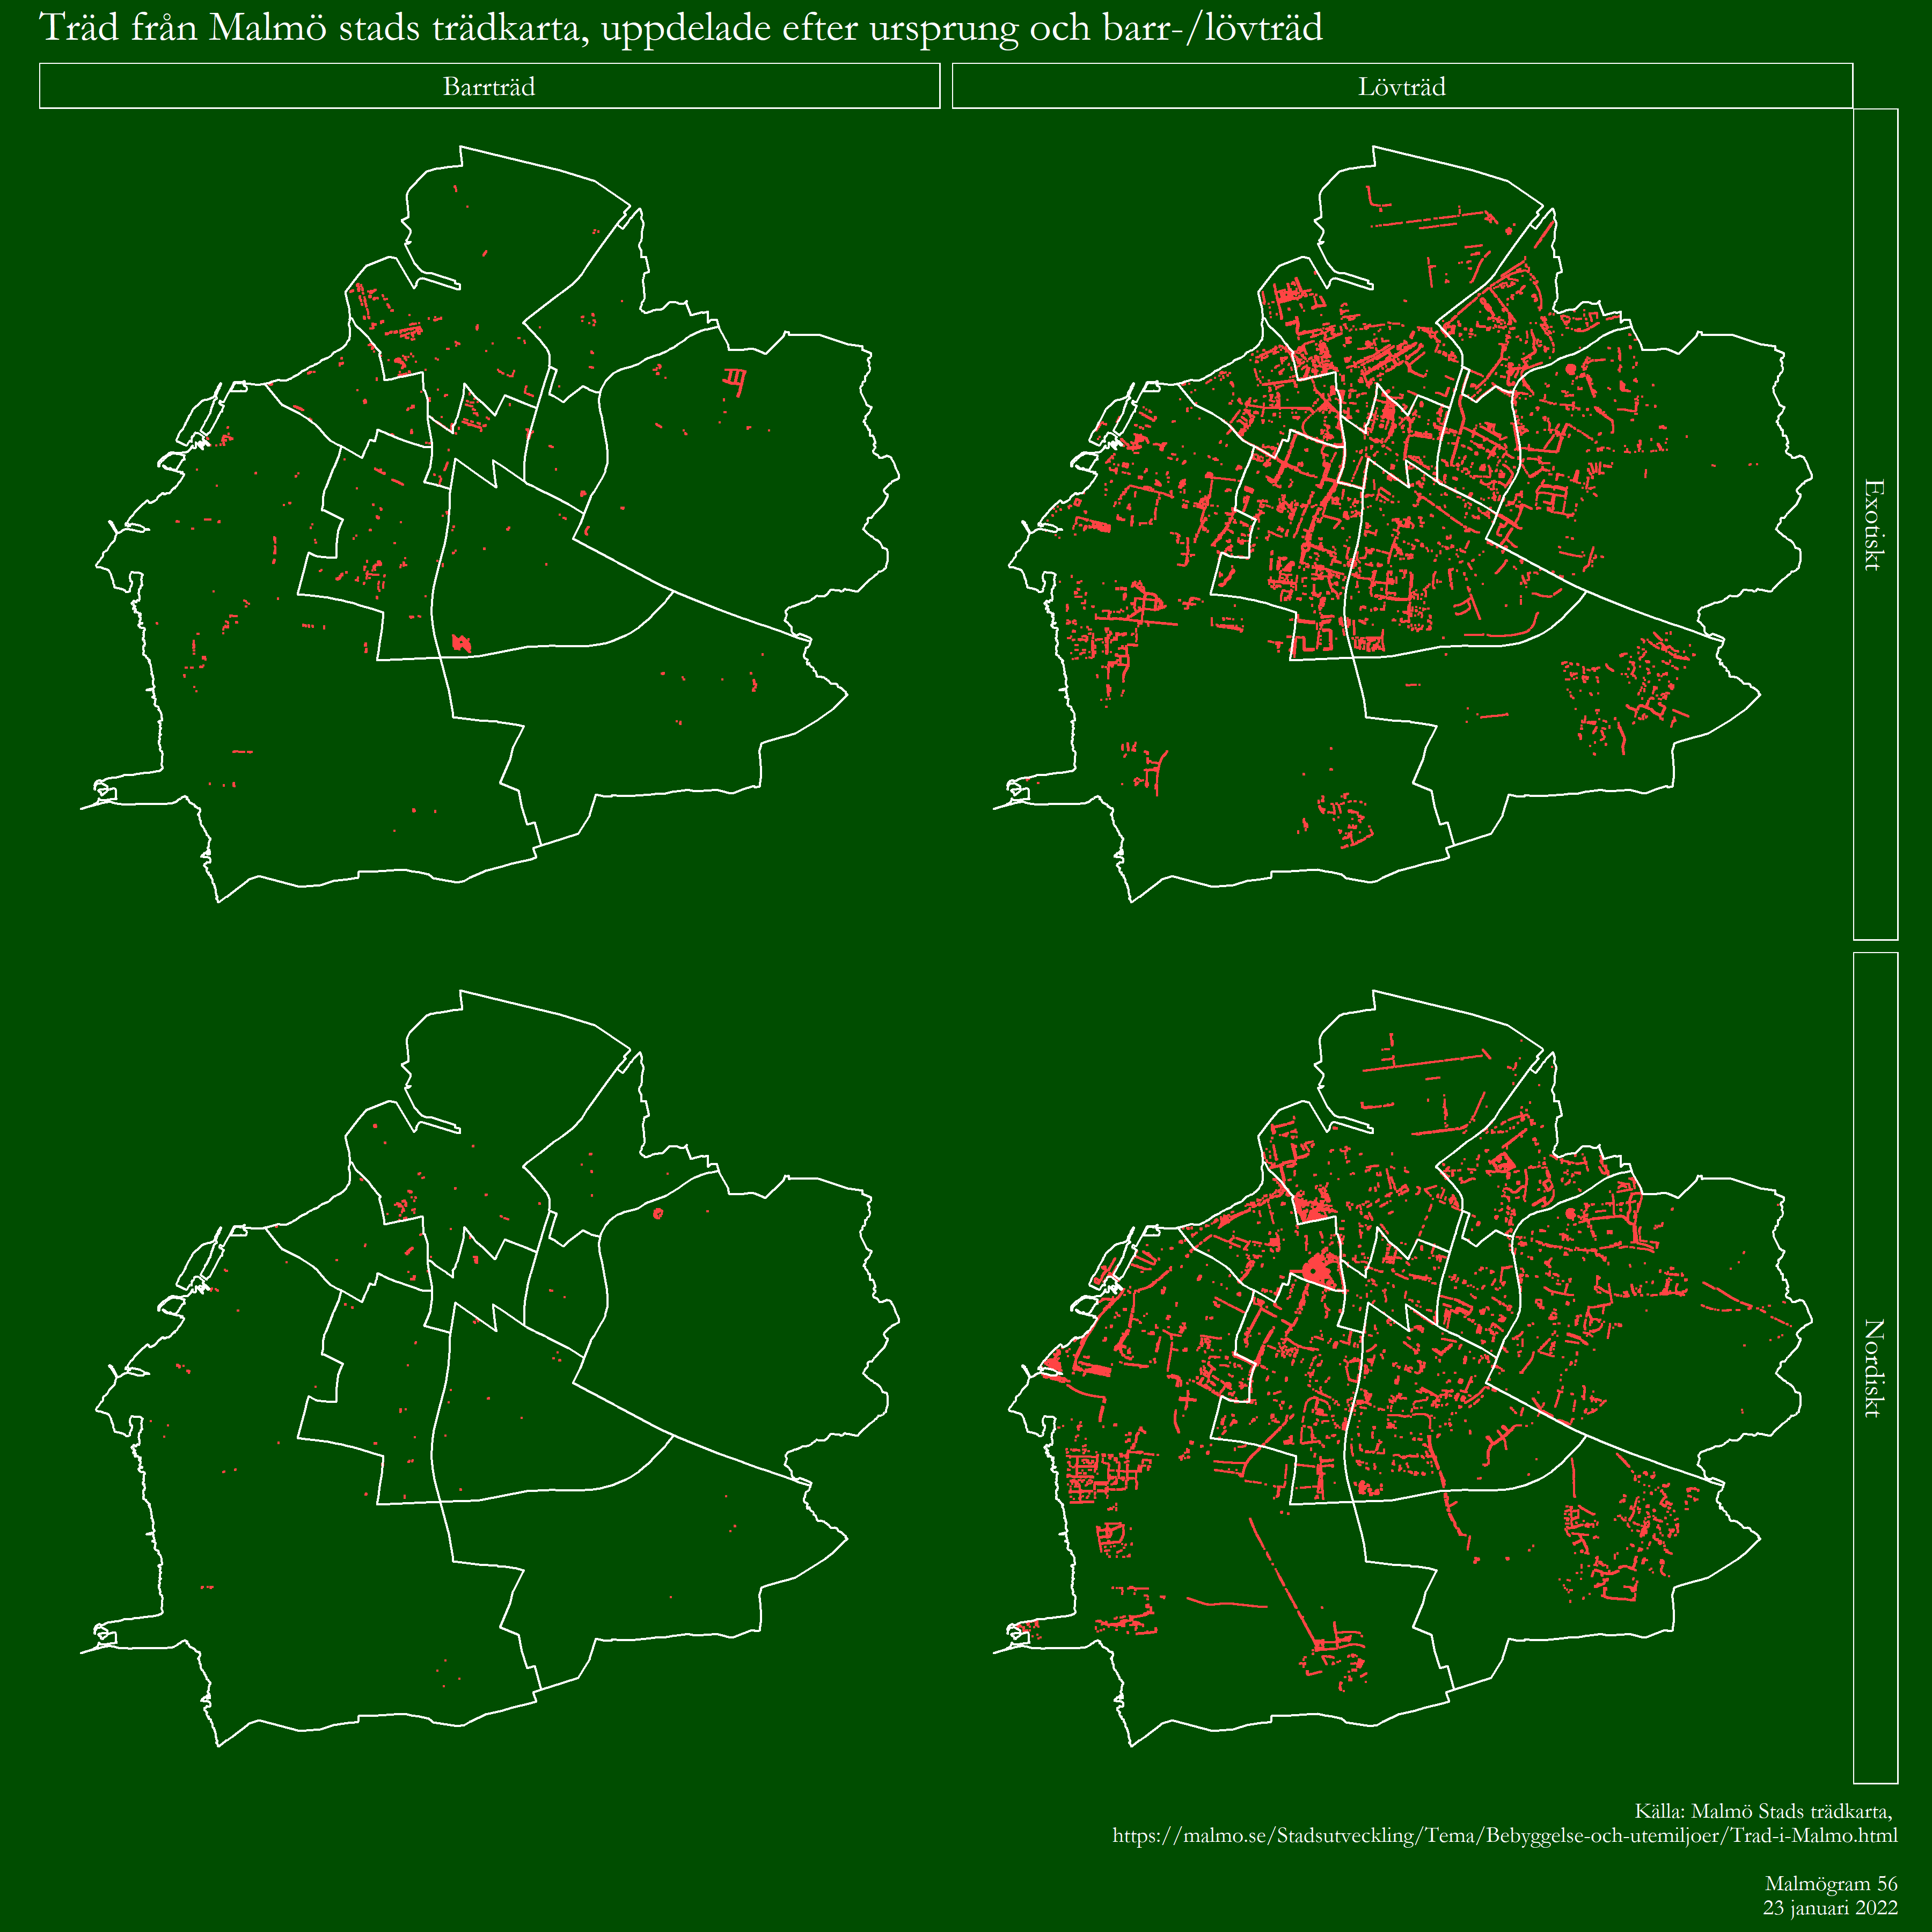 Träd från Malmö stads trädkarta, uppdelade efter ursprung och barr-/lövträd
Barrträd
Lövträd
Exotiskt
Nordiskt
Källa: Malmö Stads trädkarta,
https://malmo.se/Stadsutveckling/Tema/Bebyggelse-och-utemiljoer/Trad-i-Malmo.html
Malmögram 56
23 januari 2022